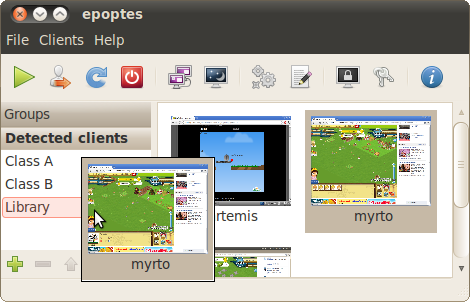 epoptes
File Clients Help
Groups
Detected clients
Class A
Class B
Library
rtemis
myrto
myrto